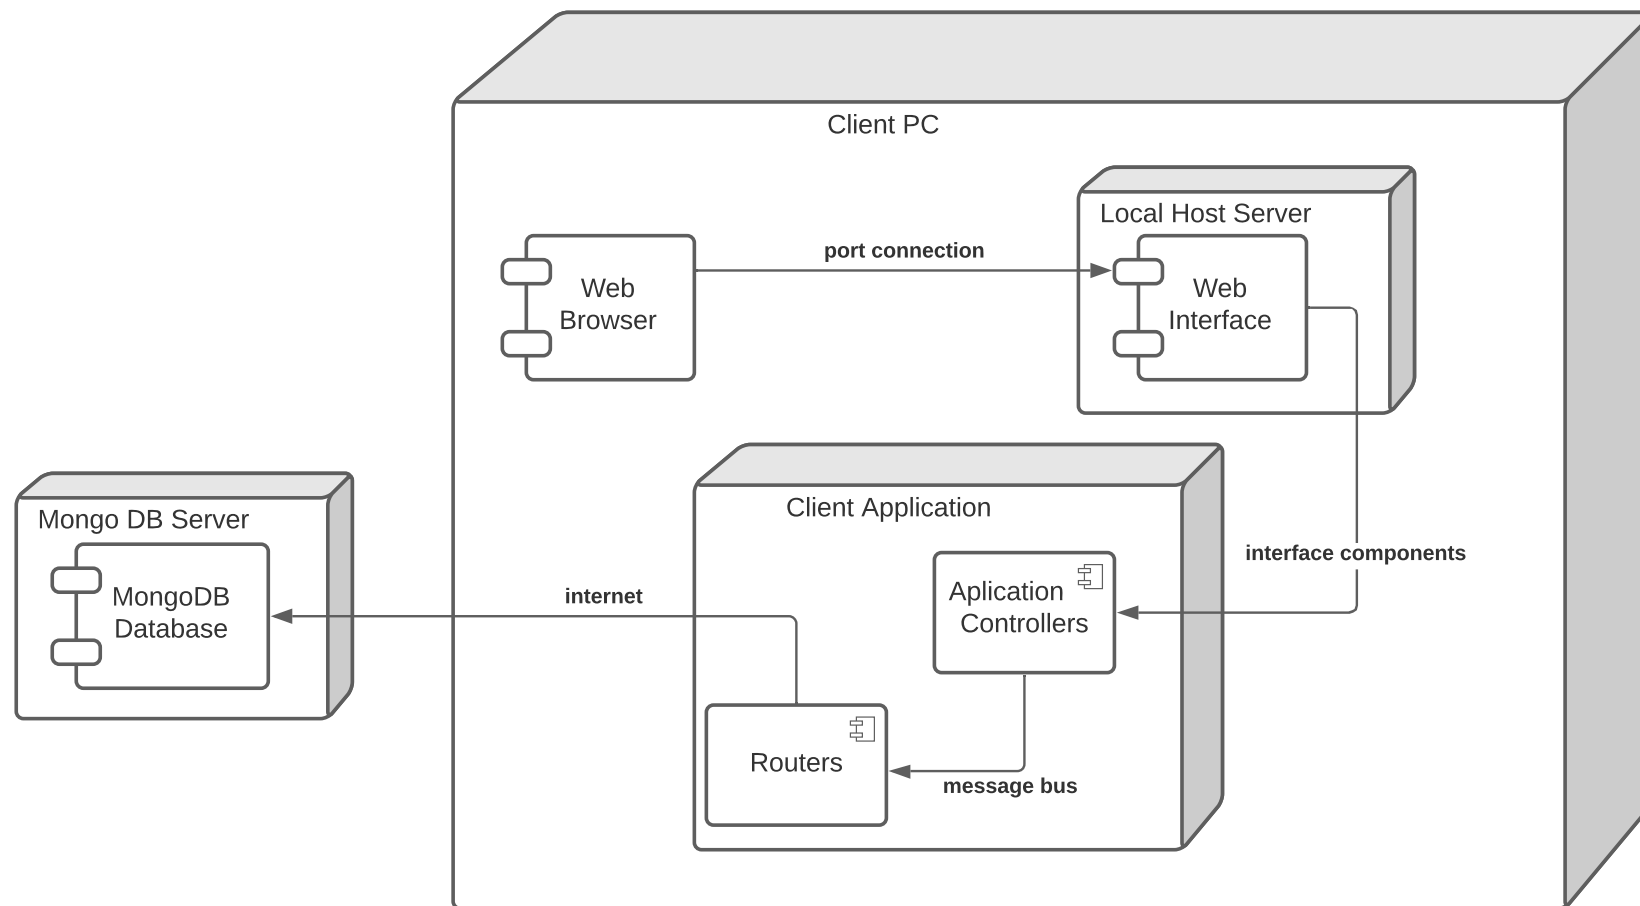 Client PC
Local Host Server
port connection
Web
Browser
Web
Interface
Client Application
Mongo DB Server
interface components
Aplication
Controllers
internet
MongoDB
Database
Routers
message bus